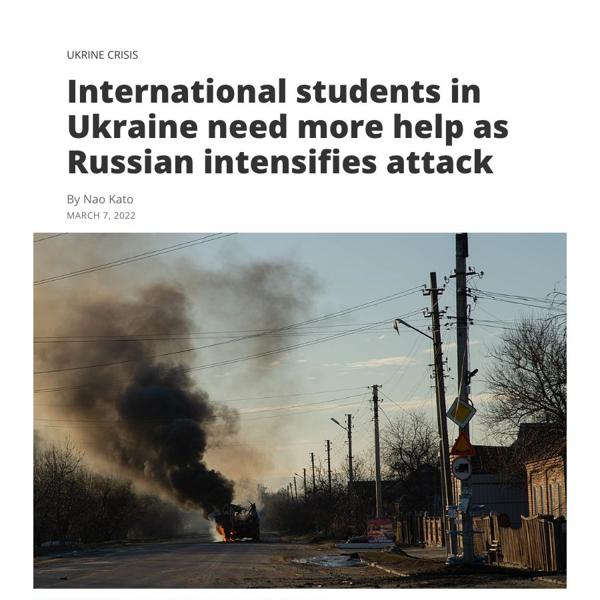 UKRINE CRISIS
International students in
Ukraine need more help as
Russian intensifies attack
By Nao Kato
MARCH 7, 2022